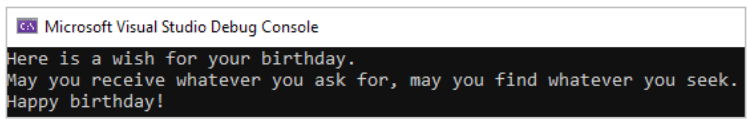 Microsoft Visual Studio Debug Console
Here is a wish for your birthday.
May you receive whatever you ask for, may you find whatever you seek.
Happy birthday!